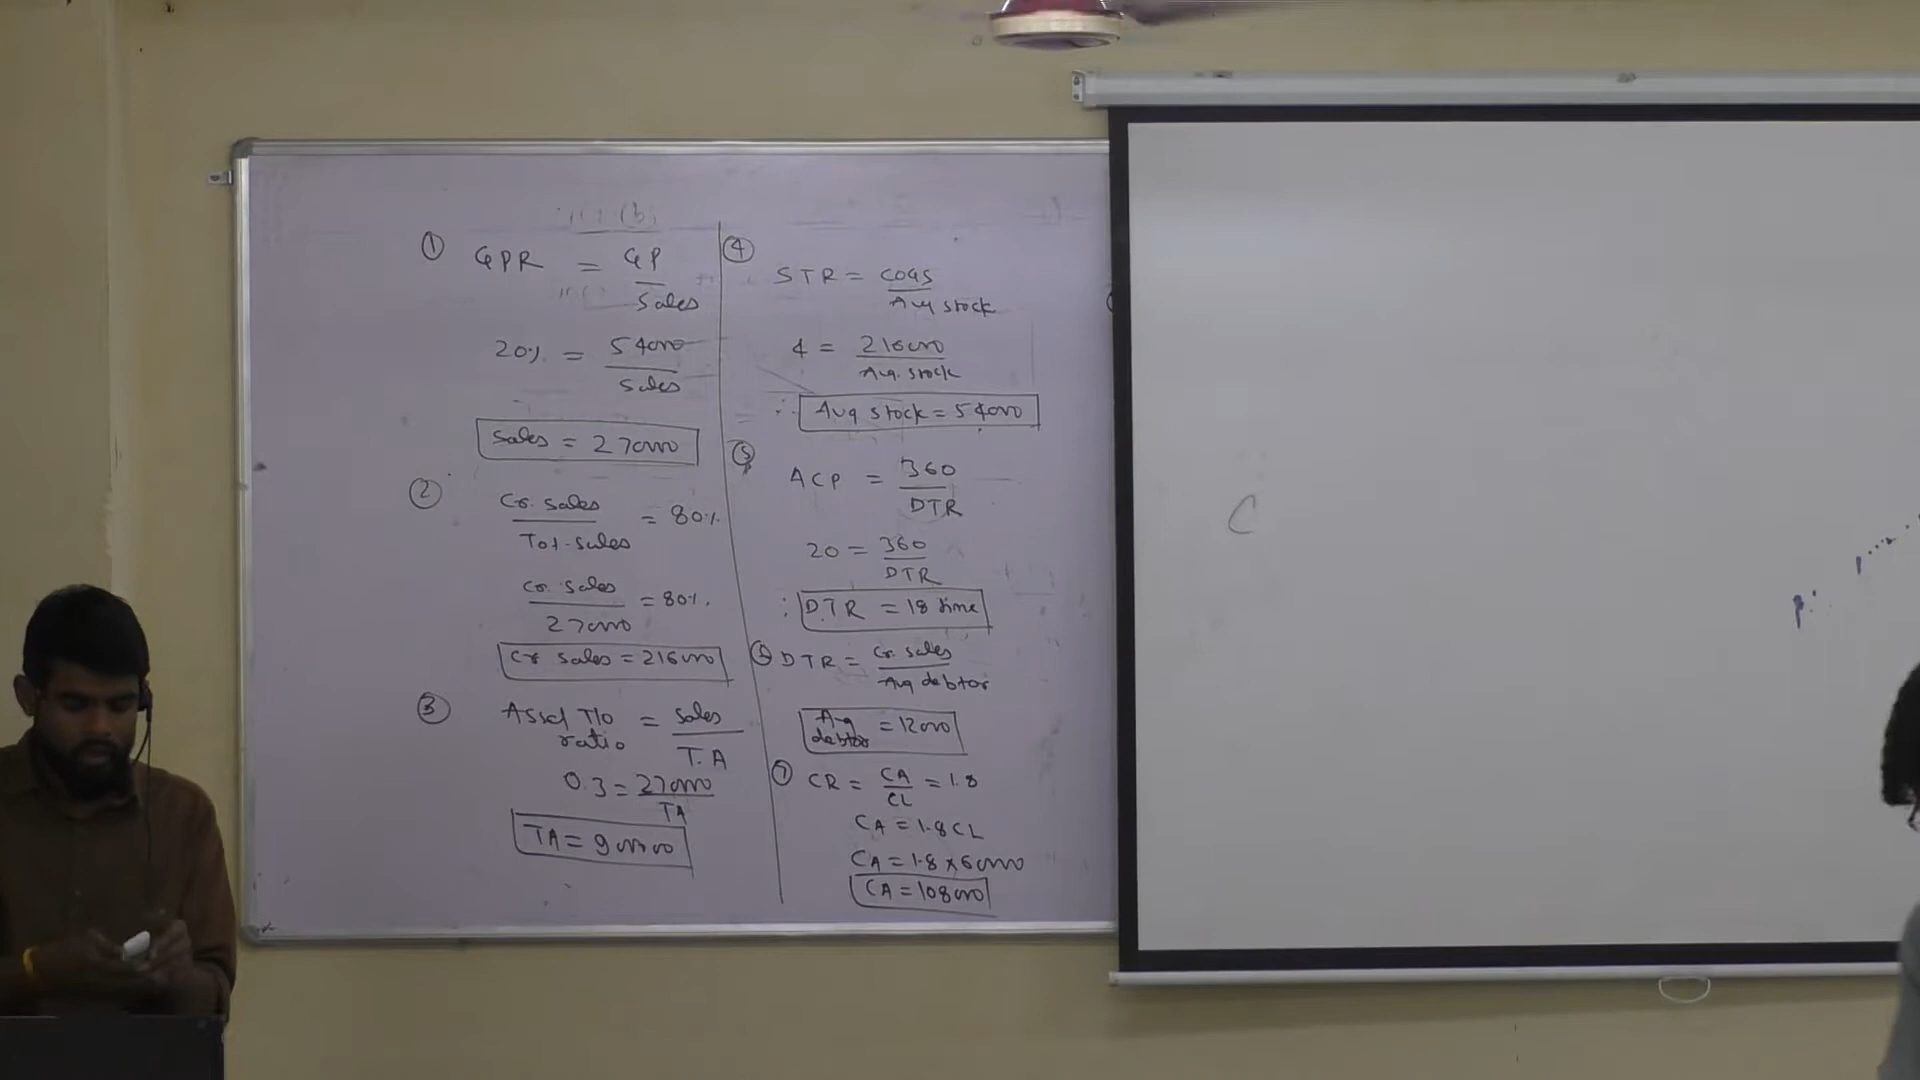 ① GPR = GP / Sales
20% = 54000 / Sales
Sales = 270000
② Cr. Sales / Tot. Sales = 80%
Cr. Sales / 270000 = 80%.
Cr Sales = 216000
③ Asset T/o ratio = Sales / T.A
0.3 = 270000 / TA
TA = 900000
④
STR = COGS / Avg stock
4 = 216000 / Avg. stock
∴ Avg stock = 54000
⑤
ACP = 360 / DTR
20 = 360 / DTR
∴ DTR = 18 time
⑥ DTR = Cr. Sales / Avg debtor
Avg debtor = 12000
⑦ CR = CA / CL = 1.8
CA = 1.8 CL
CA = 1.8 x 60000
CA = 108000
C